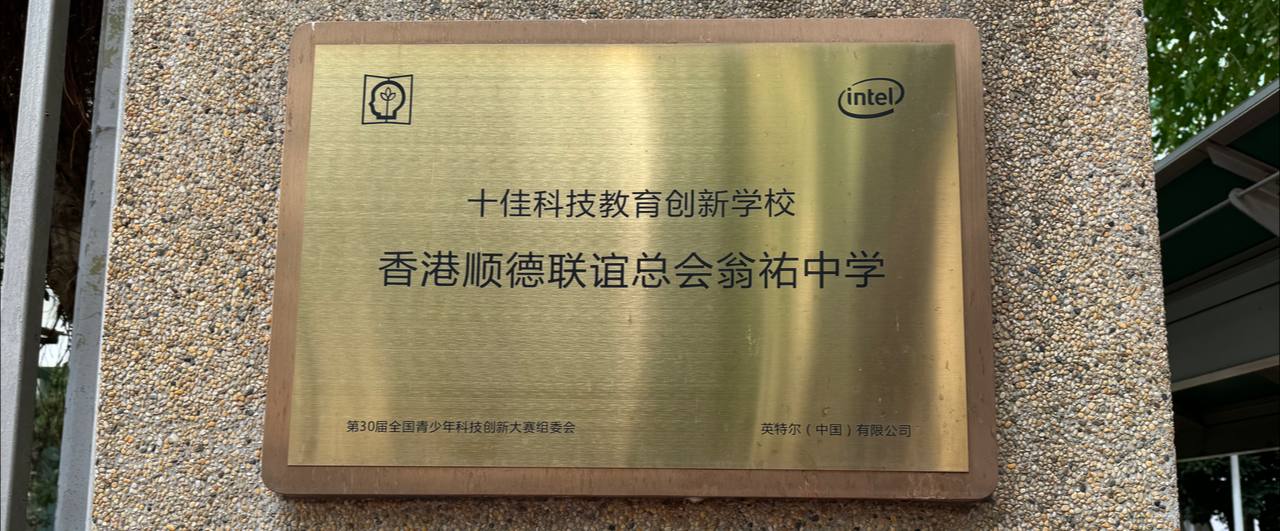 intel
十佳科技教育创新学校
香港顺德联谊总会翁祐中学
第30届全国青少年科技创新大赛组委会
英特尔（中国）有限公司